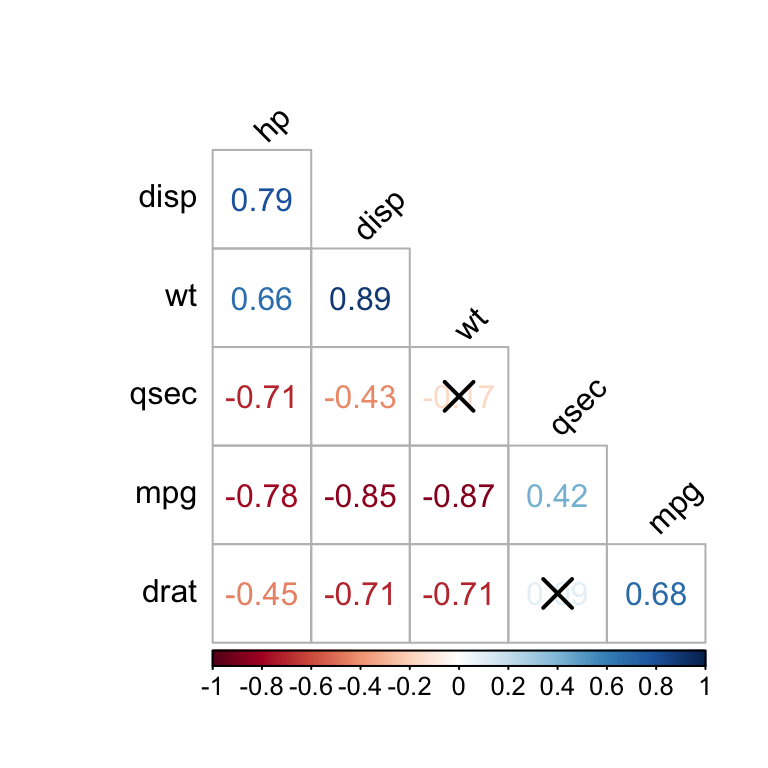 hp
disp 0.79 disp
wt 0.66 0.89 wt
qsec -0.71 -0.43 qsec
mpg -0.78 -0.85 -0.87 0.42 mpg
drat -0.45 -0.71 -0.71 0.68
-1 -0.8 -0.6 -0.4 -0.2 0 0.2 0.4 0.6 0.8 1